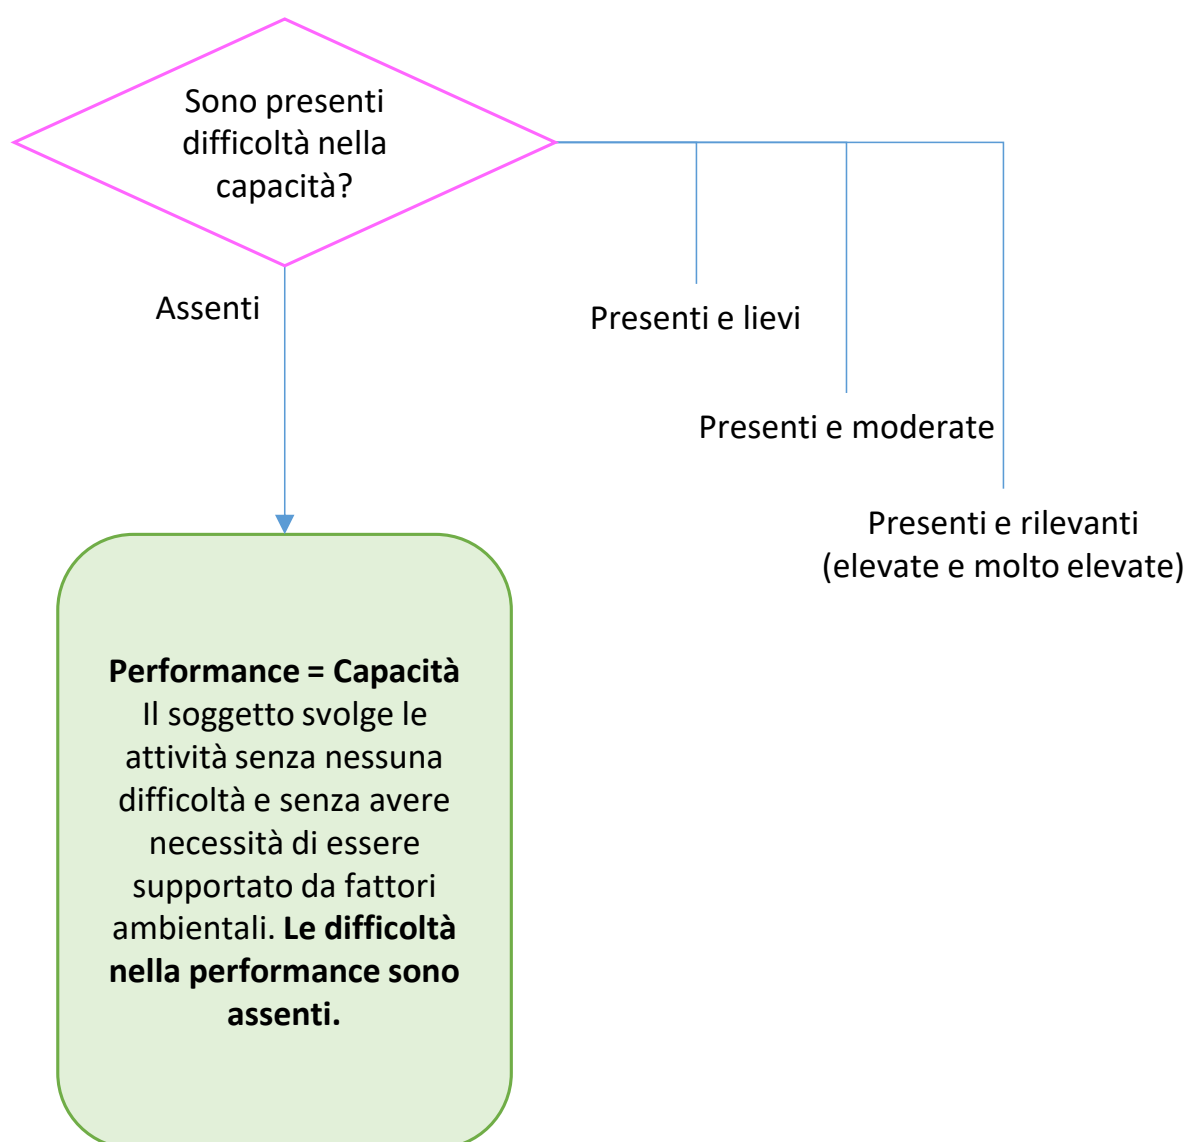 Sono presenti
difficoltà nella
capacità?
Assenti
Presenti e lievi
Presenti e moderate
Presenti e rilevanti
(elevate e molto elevate)
Performance = Capacità
Il soggetto svolge le
attività senza nessuna
difficoltà e senza avere
necessità di essere
supportato da fattori
ambientali. Le difficoltà
nella performance sono
assenti.